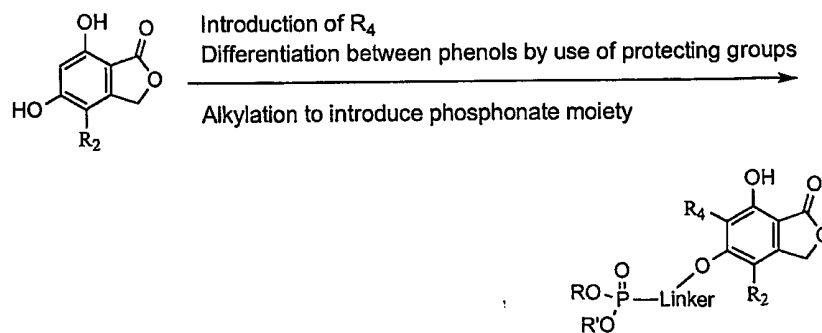 OH
O
Introduction of R4
Differentiation between phenols by use of protecting groups
O
HO
R2
Alkylation to introduce phosphonate moiety
OH
O
R4
O
O
O
RO
P
Linker
R2
R'O